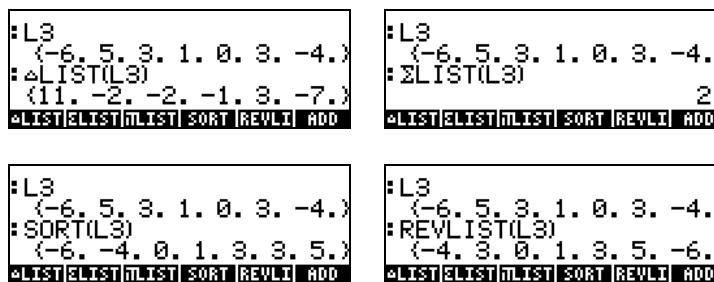 :L3
{-6. 5. 3. 1. 0. 3. -4.}
:ΔLIST(L3)
{11. -2. -2. -1. 3. -7.}
ΔLIST ΣLIST ΠLIST SORT REVLI ADD
:L3
{-6. 5. 3. 1. 0. 3. -4.
:ΣLIST(L3)
2
ΔLIST ΣLIST ΠLIST SORT REVLI ADD
:L3
{-6. 5. 3. 1. 0. 3. -4.}
:SORT(L3)
{-6. -4. 0. 1. 3. 3. 5.}
ΔLIST ΣLIST ΠLIST SORT REVLI ADD
:L3
{-6. 5. 3. 1. 0. 3. -4.
:REVLIST(L3)
{-4. 3. 0. 1. 3. 5. -6.
ΔLIST ΣLIST ΠLIST SORT REVLI ADD